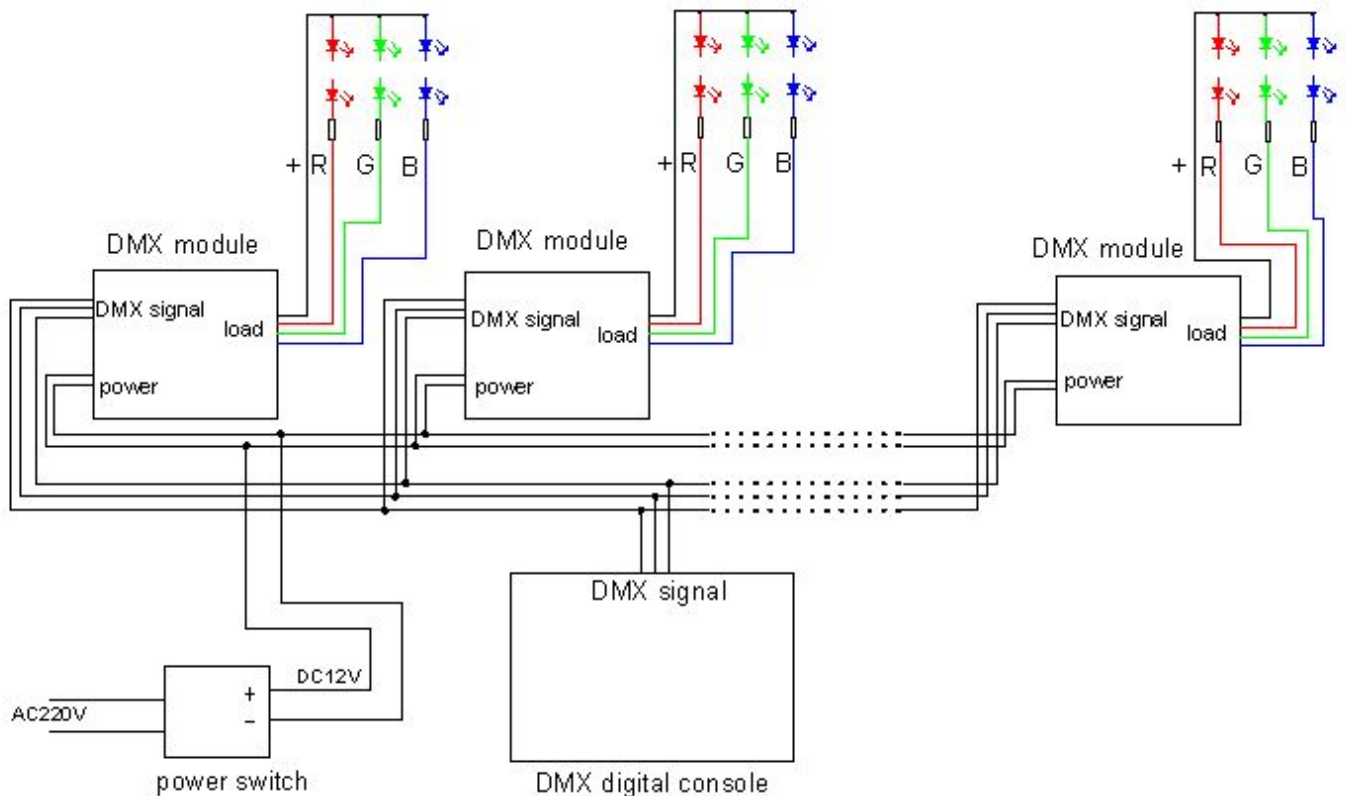 + R G B
+ R G B
+ R G B
DMX module
DMX module
DMX module
DMX signal
load
power
DMX signal
load
power
DMX signal
load
power
DMX signal
DC12V
+
−
AC220V
power switch
DMX digital console